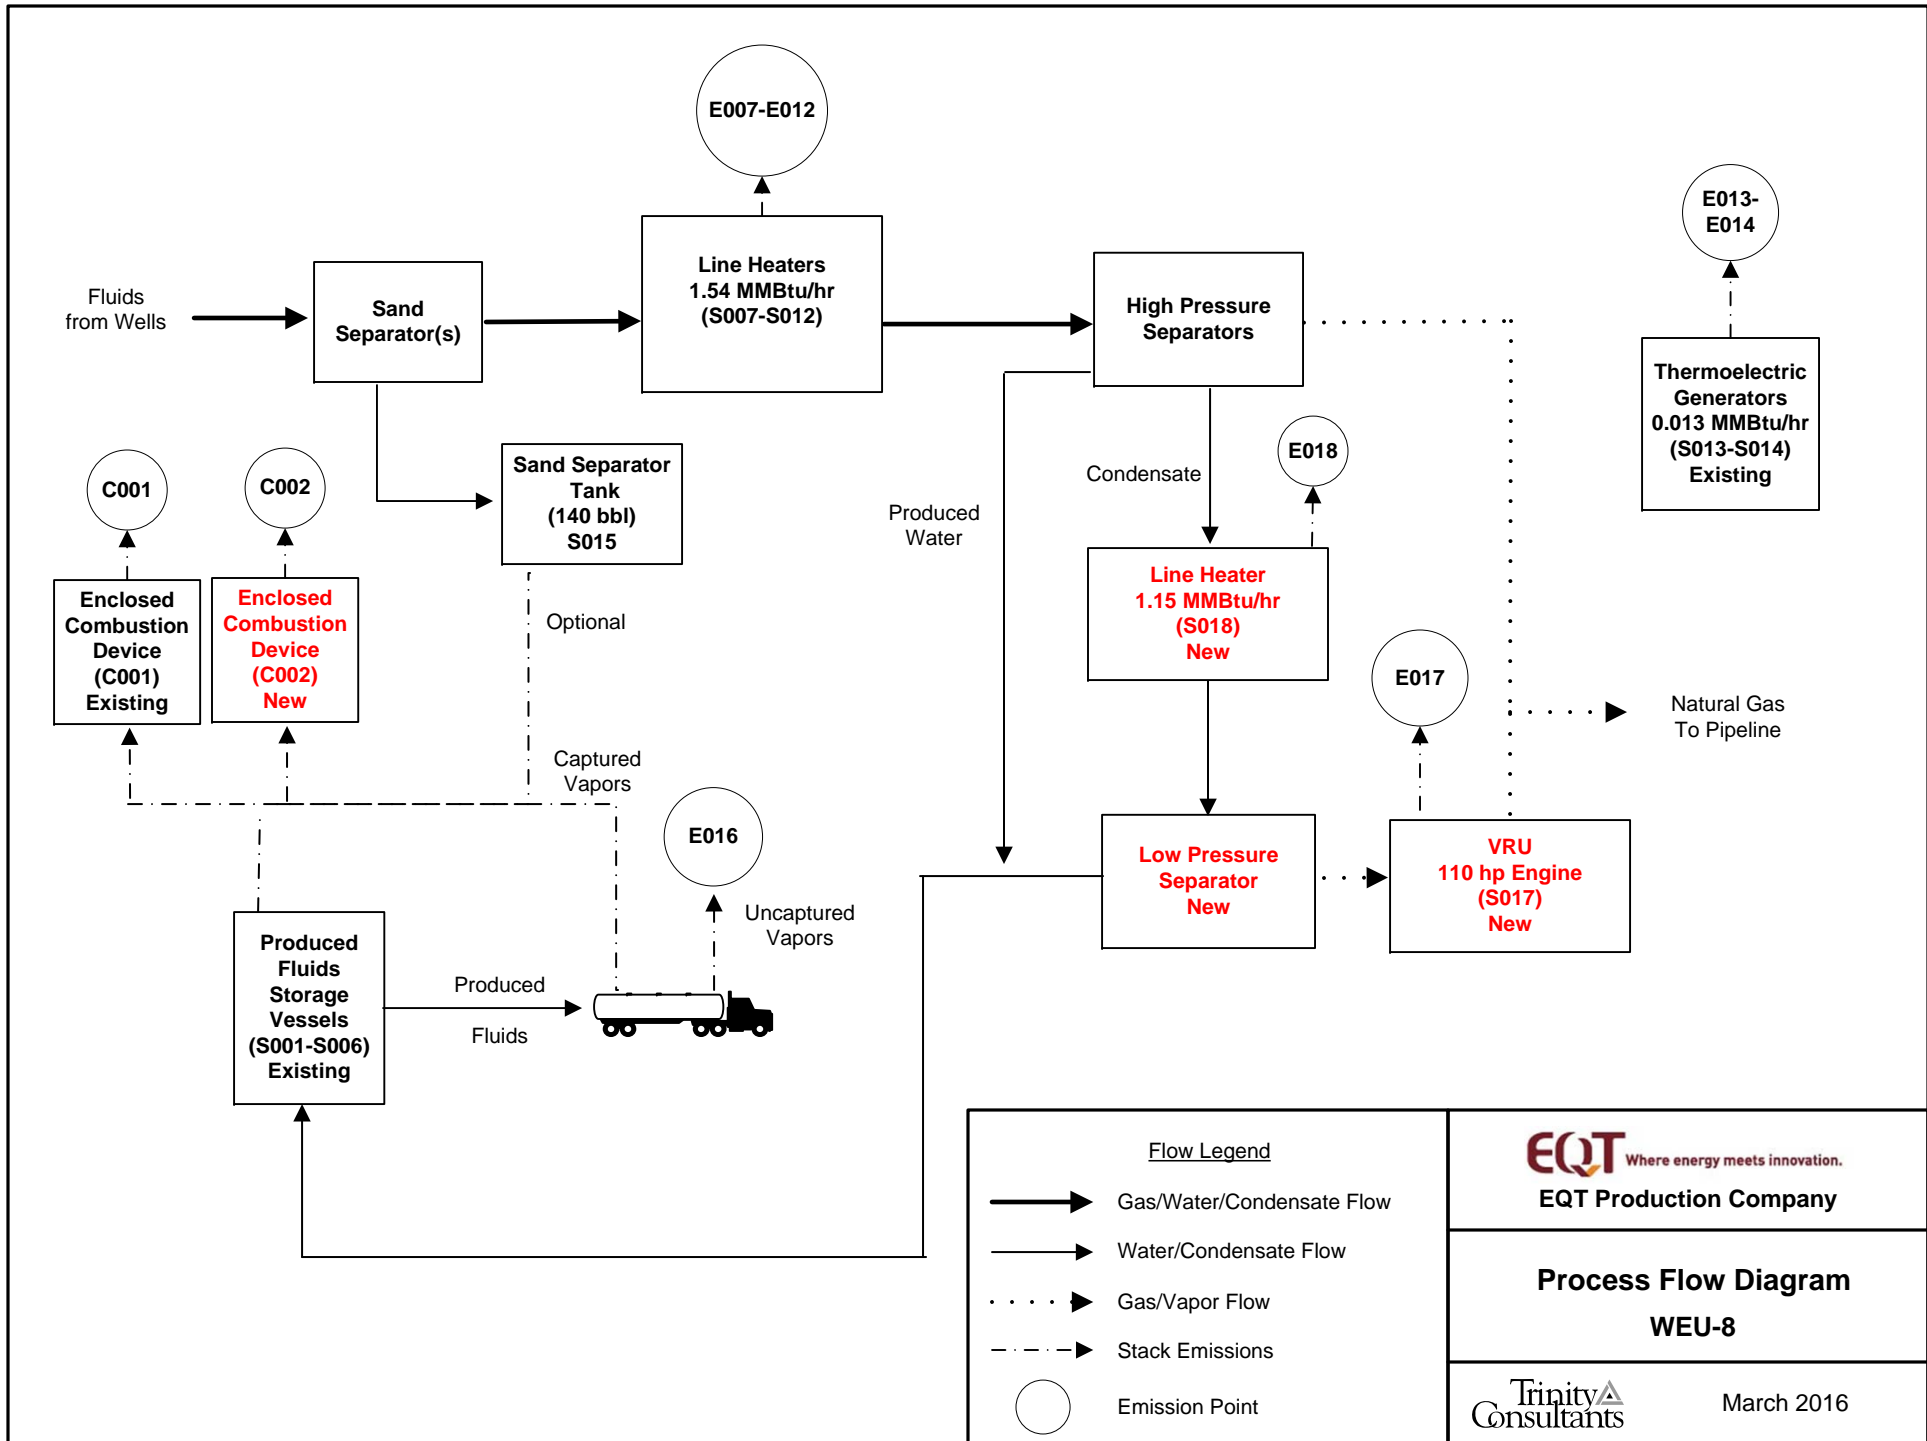 E007-E012
E013-
E014
Fluids
from Wells
Sand
Separator(s)
Line Heaters
1.54 MMBtu/hr
(S007-S012)
High Pressure
Separators
Thermoelectric
Generators
0.013 MMBtu/hr
(S013-S014)
Existing
C001
C002
Sand Separator
Tank
(140 bbl)
S015
Condensate
E018
Produced
Water
Enclosed
Combustion
Device
(C001)
Existing
Enclosed
Combustion
Device
(C002)
New
Optional
Line Heater
1.15 MMBtu/hr
(S018)
New
E017
Natural Gas
To Pipeline
Captured
Vapors
E016
Low Pressure
Separator
New
VRU
110 hp Engine
(S017)
New
Uncaptured
Vapors
Produced
Fluids
Storage
Vessels
(S001-S006)
Existing
Produced
Fluids
Flow Legend
Gas/Water/Condensate Flow
Water/Condensate Flow
Gas/Vapor Flow
Stack Emissions
Emission Point
EQT Where energy meets innovation.
EQT Production Company
Process Flow Diagram
WEU-8
Trinity
Consultants
March 2016